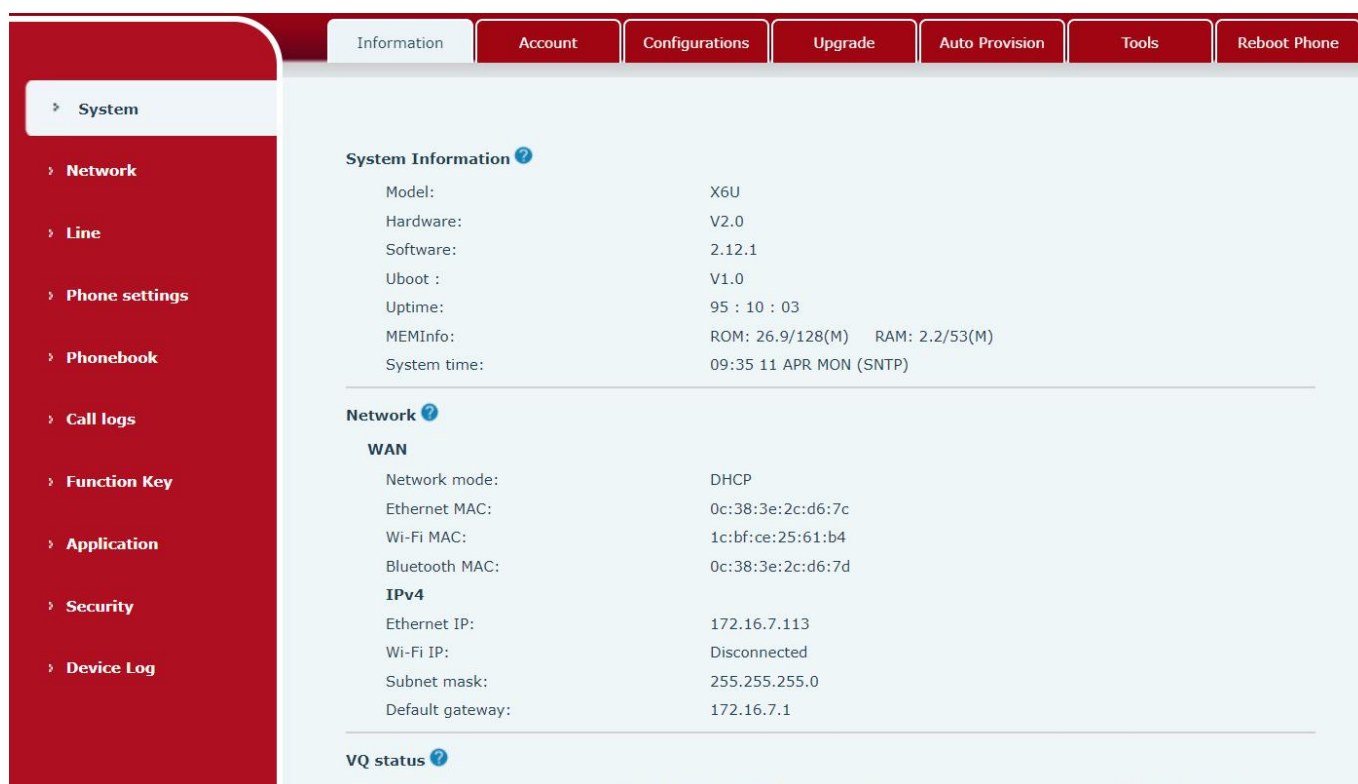 Information Account Configurations Upgrade Auto Provision Tools Reboot Phone
System
Network
Line
Phone settings
Phonebook
Call logs
Function Key
Application
Security
Device Log
System Information ?
Model: X6U
Hardware: V2.0
Software: 2.12.1
Uboot : V1.0
Uptime: 95 : 10 : 03
MEMInfo: ROM: 26.9/128(M) RAM: 2.2/53(M)
System time: 09:35 11 APR MON (SNTP)
Network ?
WAN
Network mode: DHCP
Ethernet MAC: 0c:38:3e:2c:d6:7c
Wi-Fi MAC: 1c:bf:ce:25:61:b4
Bluetooth MAC: 0c:38:3e:2c:d6:7d
IPv4
Ethernet IP: 172.16.7.113
Wi-Fi IP: Disconnected
Subnet mask: 255.255.255.0
Default gateway: 172.16.7.1
VQ status ?